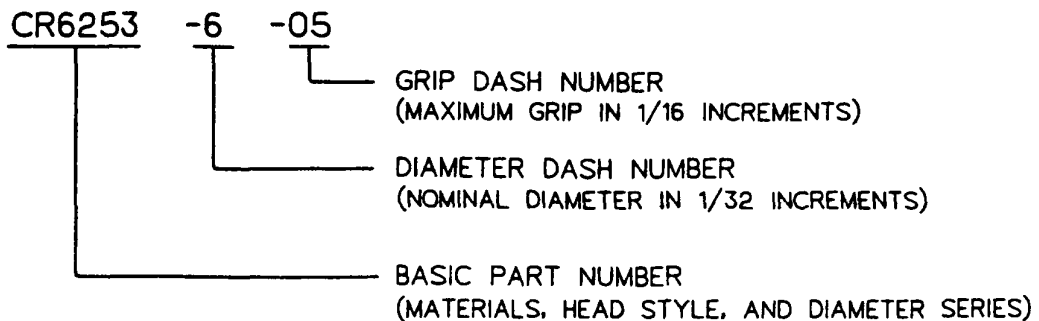 CR6253 -6 -05
GRIP DASH NUMBER
(MAXIMUM GRIP IN 1/16 INCREMENTS)
DIAMETER DASH NUMBER
(NOMINAL DIAMETER IN 1/32 INCREMENTS)
BASIC PART NUMBER
(MATERIALS, HEAD STYLE, AND DIAMETER SERIES)